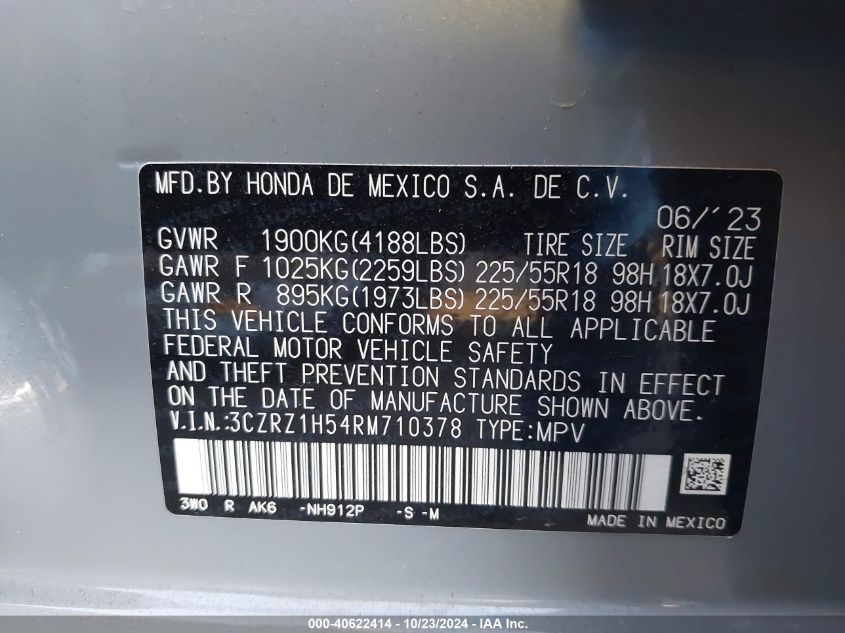 MFD.BY HONDA DE MEXICO S.A. DE C.V.
06/'23
GVWR 1900KG(4188LBS) TIRE SIZE RIM SIZE
GAWR F 1025KG(2259LBS) 225/55R18 98H 18X7.0J
GAWR R 895KG(1973LBS) 225/55R18 98H 18X7.0J
THIS VEHICLE CONFORMS TO ALL APPLICABLE
FEDERAL MOTOR VEHICLE SAFETY
AND THEFT PREVENTION STANDARDS IN EFFECT
ON THE DATE OF MANUFACTURE SHOWN ABOVE.
V.I.N.:3CZRZ1H54RM710378 TYPE:MPV
3W0 R AK6 -NH912P -S -M
MADE IN MEXICO
000-40622414 - 10/23/2024 - IAA Inc.